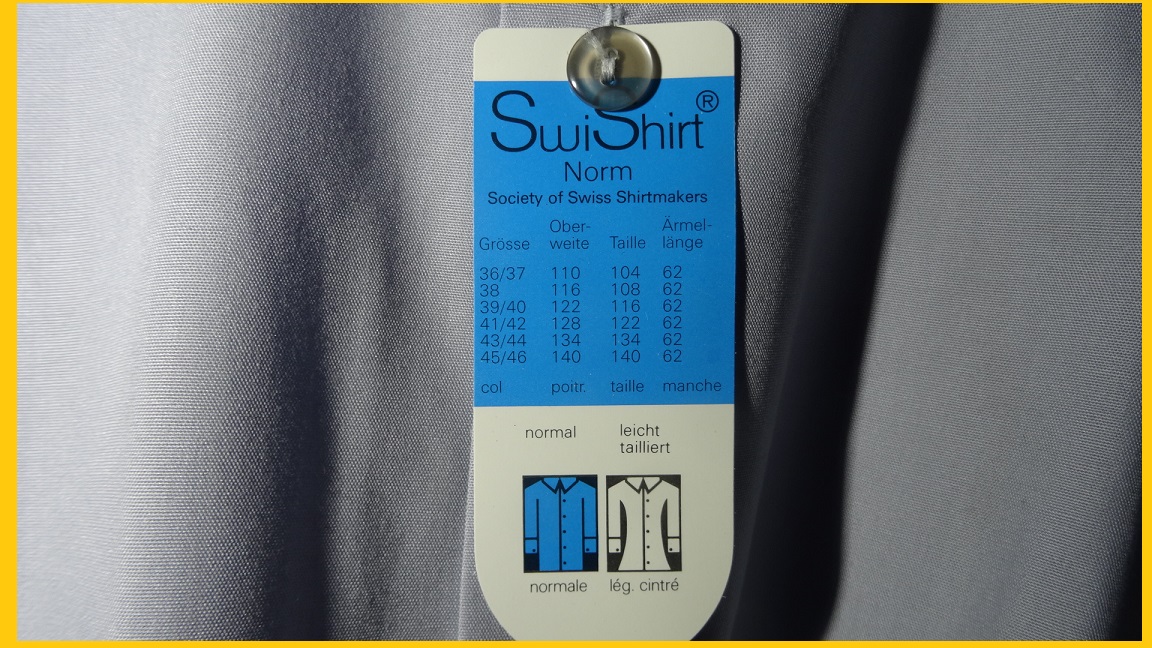 SwiShirt®
Norm
Society of Swiss Shirtmakers
Grösse Ober-weite Taille Ärmel-länge
36/37 110 104 62
38 116 108 62
39/40 122 116 62
41/42 128 122 62
43/44 134 134 62
45/46 140 140 62
col poitr. taille manche
normal leicht tailliert
normale lég. cintré